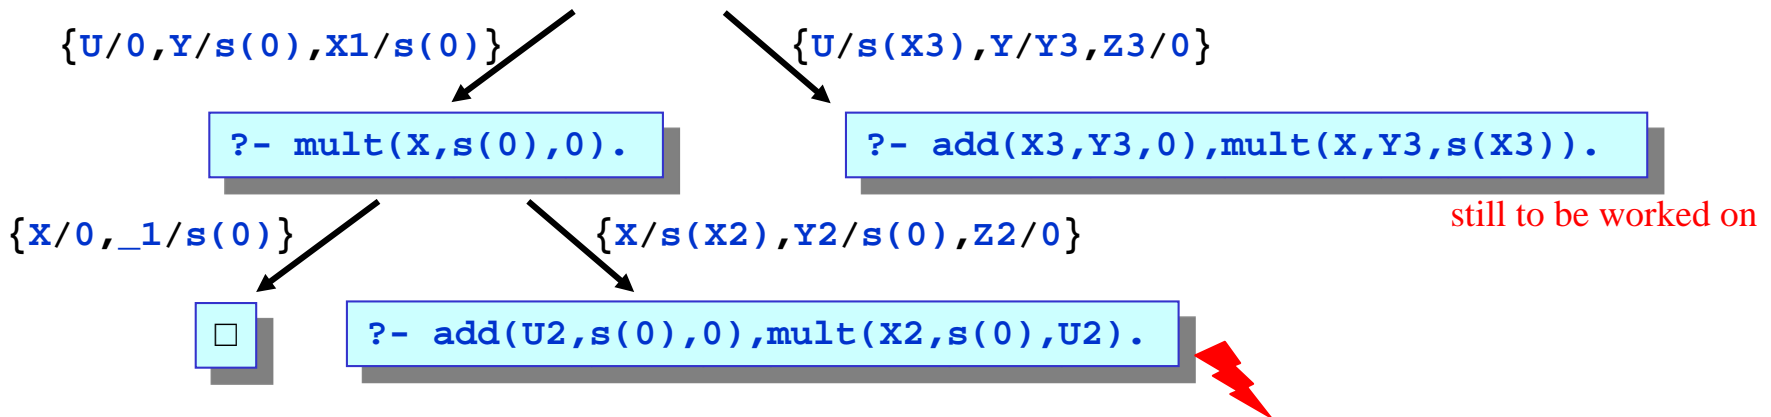 {U/0,Y/s(0),X1/s(0)}
{U/s(X3),Y/Y3,Z3/0}
?- mult(X,s(0),0).
?- add(X3,Y3,0),mult(X,Y3,s(X3)).
still to be worked on
{X/0,_1/s(0)}
{X/s(X2),Y2/s(0),Z2/0}
□
?- add(U2,s(0),0),mult(X2,s(0),U2).